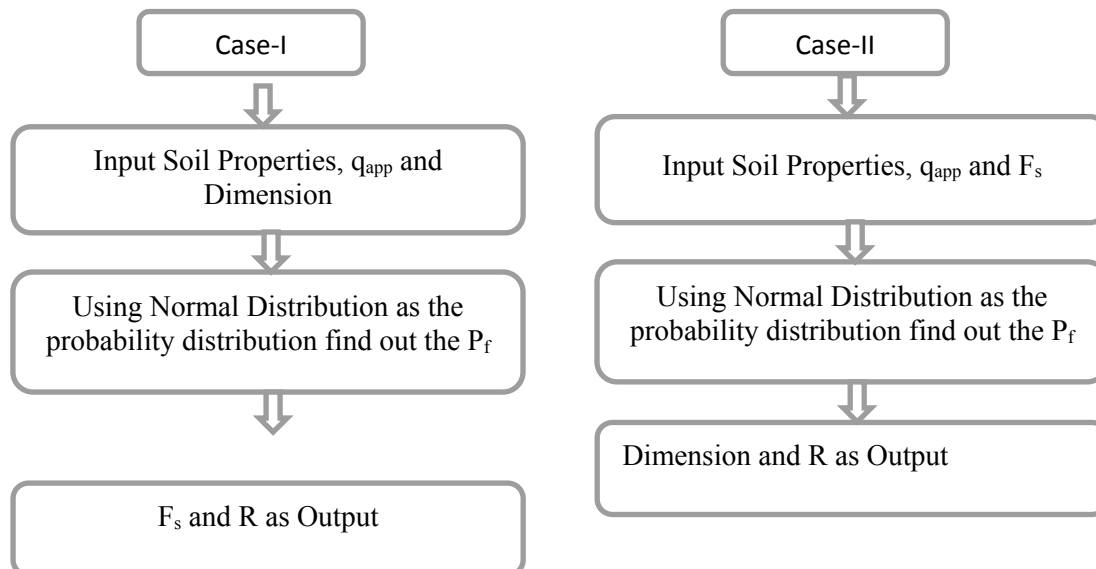 Case-I
Input Soil Properties, qapp and
Dimension
Using Normal Distribution as the
probability distribution find out the Pf
Fs and R as Output
Case-II
Input Soil Properties, qapp and Fs
Using Normal Distribution as the
probability distribution find out the Pf
Dimension and R as Output